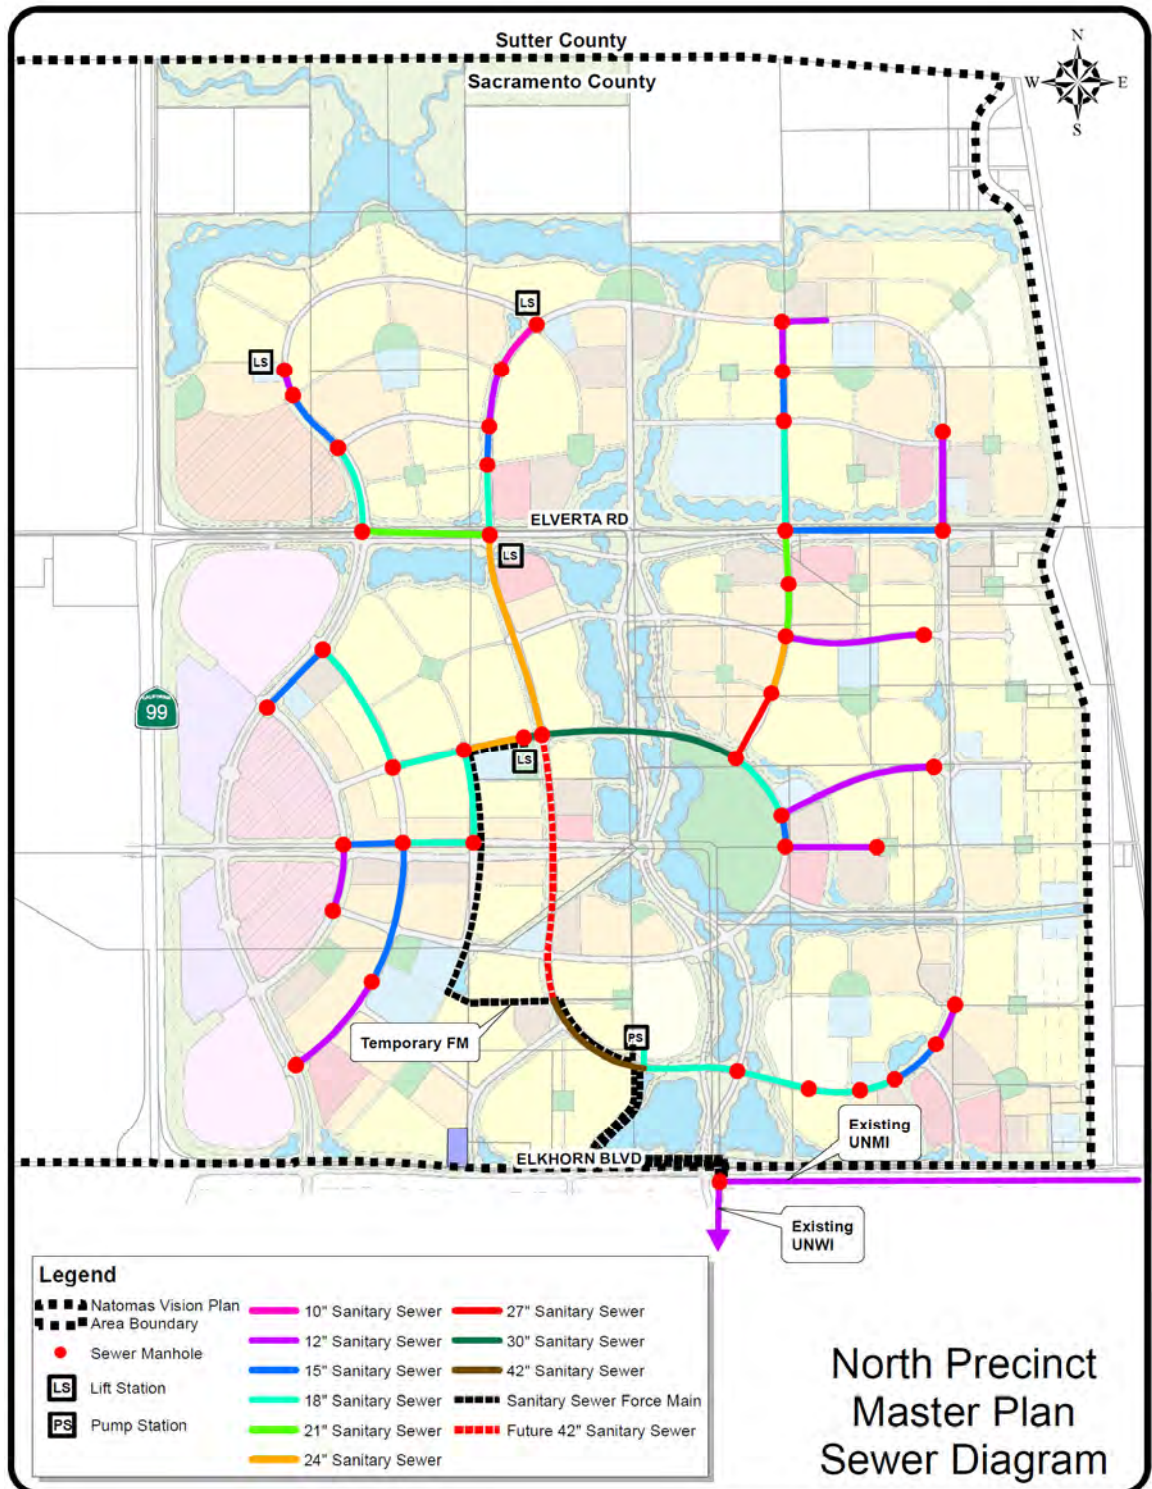 Sutter County
Sacramento County
N
W
E
S
LS
LS
ELVERTA RD
LS
CALIFORNIA
99
LS
Temporary FM
PS
Existing
UNMI
ELKHORN BLVD
Existing
UNWI
Legend
Natomas Vision Plan
Area Boundary
Sewer Manhole
LS Lift Station
PS Pump Station
10" Sanitary Sewer
12" Sanitary Sewer
15" Sanitary Sewer
18" Sanitary Sewer
21" Sanitary Sewer
24" Sanitary Sewer
27" Sanitary Sewer
30" Sanitary Sewer
42" Sanitary Sewer
Sanitary Sewer Force Main
Future 42" Sanitary Sewer
North Precinct
Master Plan
Sewer Diagram